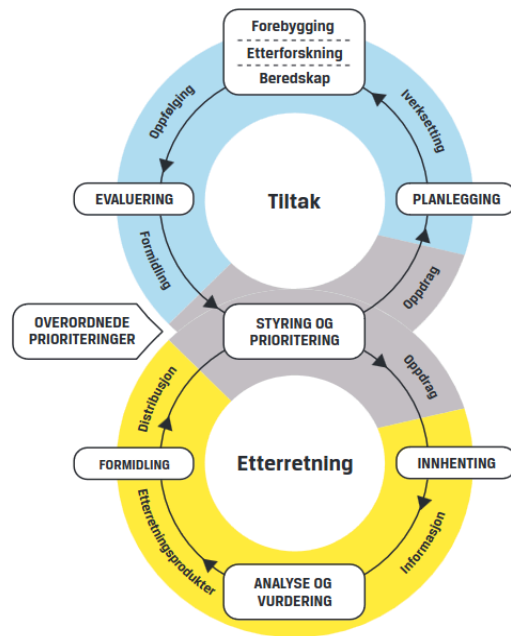 Forebygging
Etterforskning
Beredskap
Oppfølging
Iverksetting
EVALUERING
Tiltak
PLANLEGGING
Formidling
Oppdrag
OVERORDNEDE
PRIORITERINGER
STYRING OG
PRIORITERING
Distribusjon
Oppdrag
FORMIDLING
Etterretning
INNHENTING
Etterretningsprodukter
Informasjon
ANALYSE OG
VURDERING